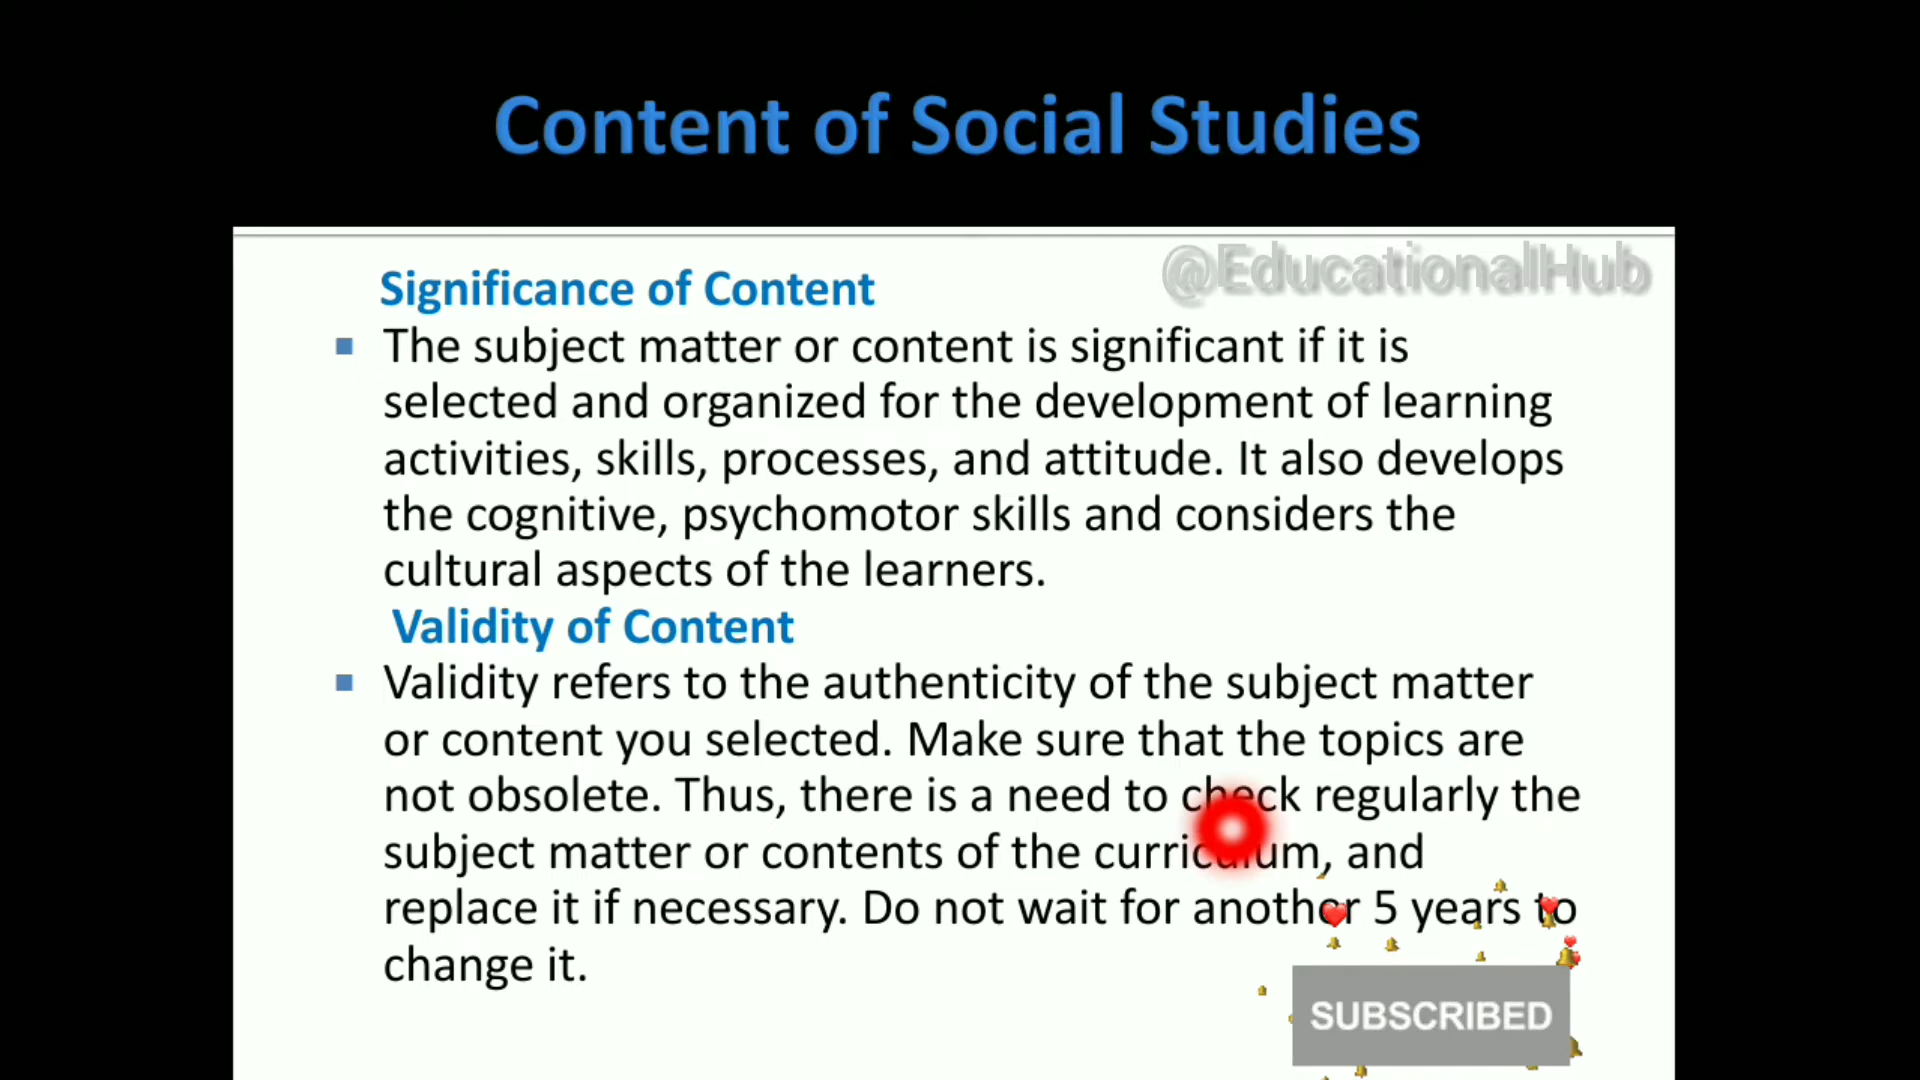 Content of Social Studies
@EducationalHub
Significance of Content
The subject matter or content is significant if it is
selected and organized for the development of learning
activities, skills, processes, and attitude. It also develops
the cognitive, psychomotor skills and considers the
cultural aspects of the learners.
Validity of Content
Validity refers to the authenticity of the subject matter
or content you selected. Make sure that the topics are
not obsolete. Thus, there is a need to check regularly the
subject matter or contents of the curriculum, and
replace it if necessary. Do not wait for another 5 years to
change it.
SUBSCRIBED